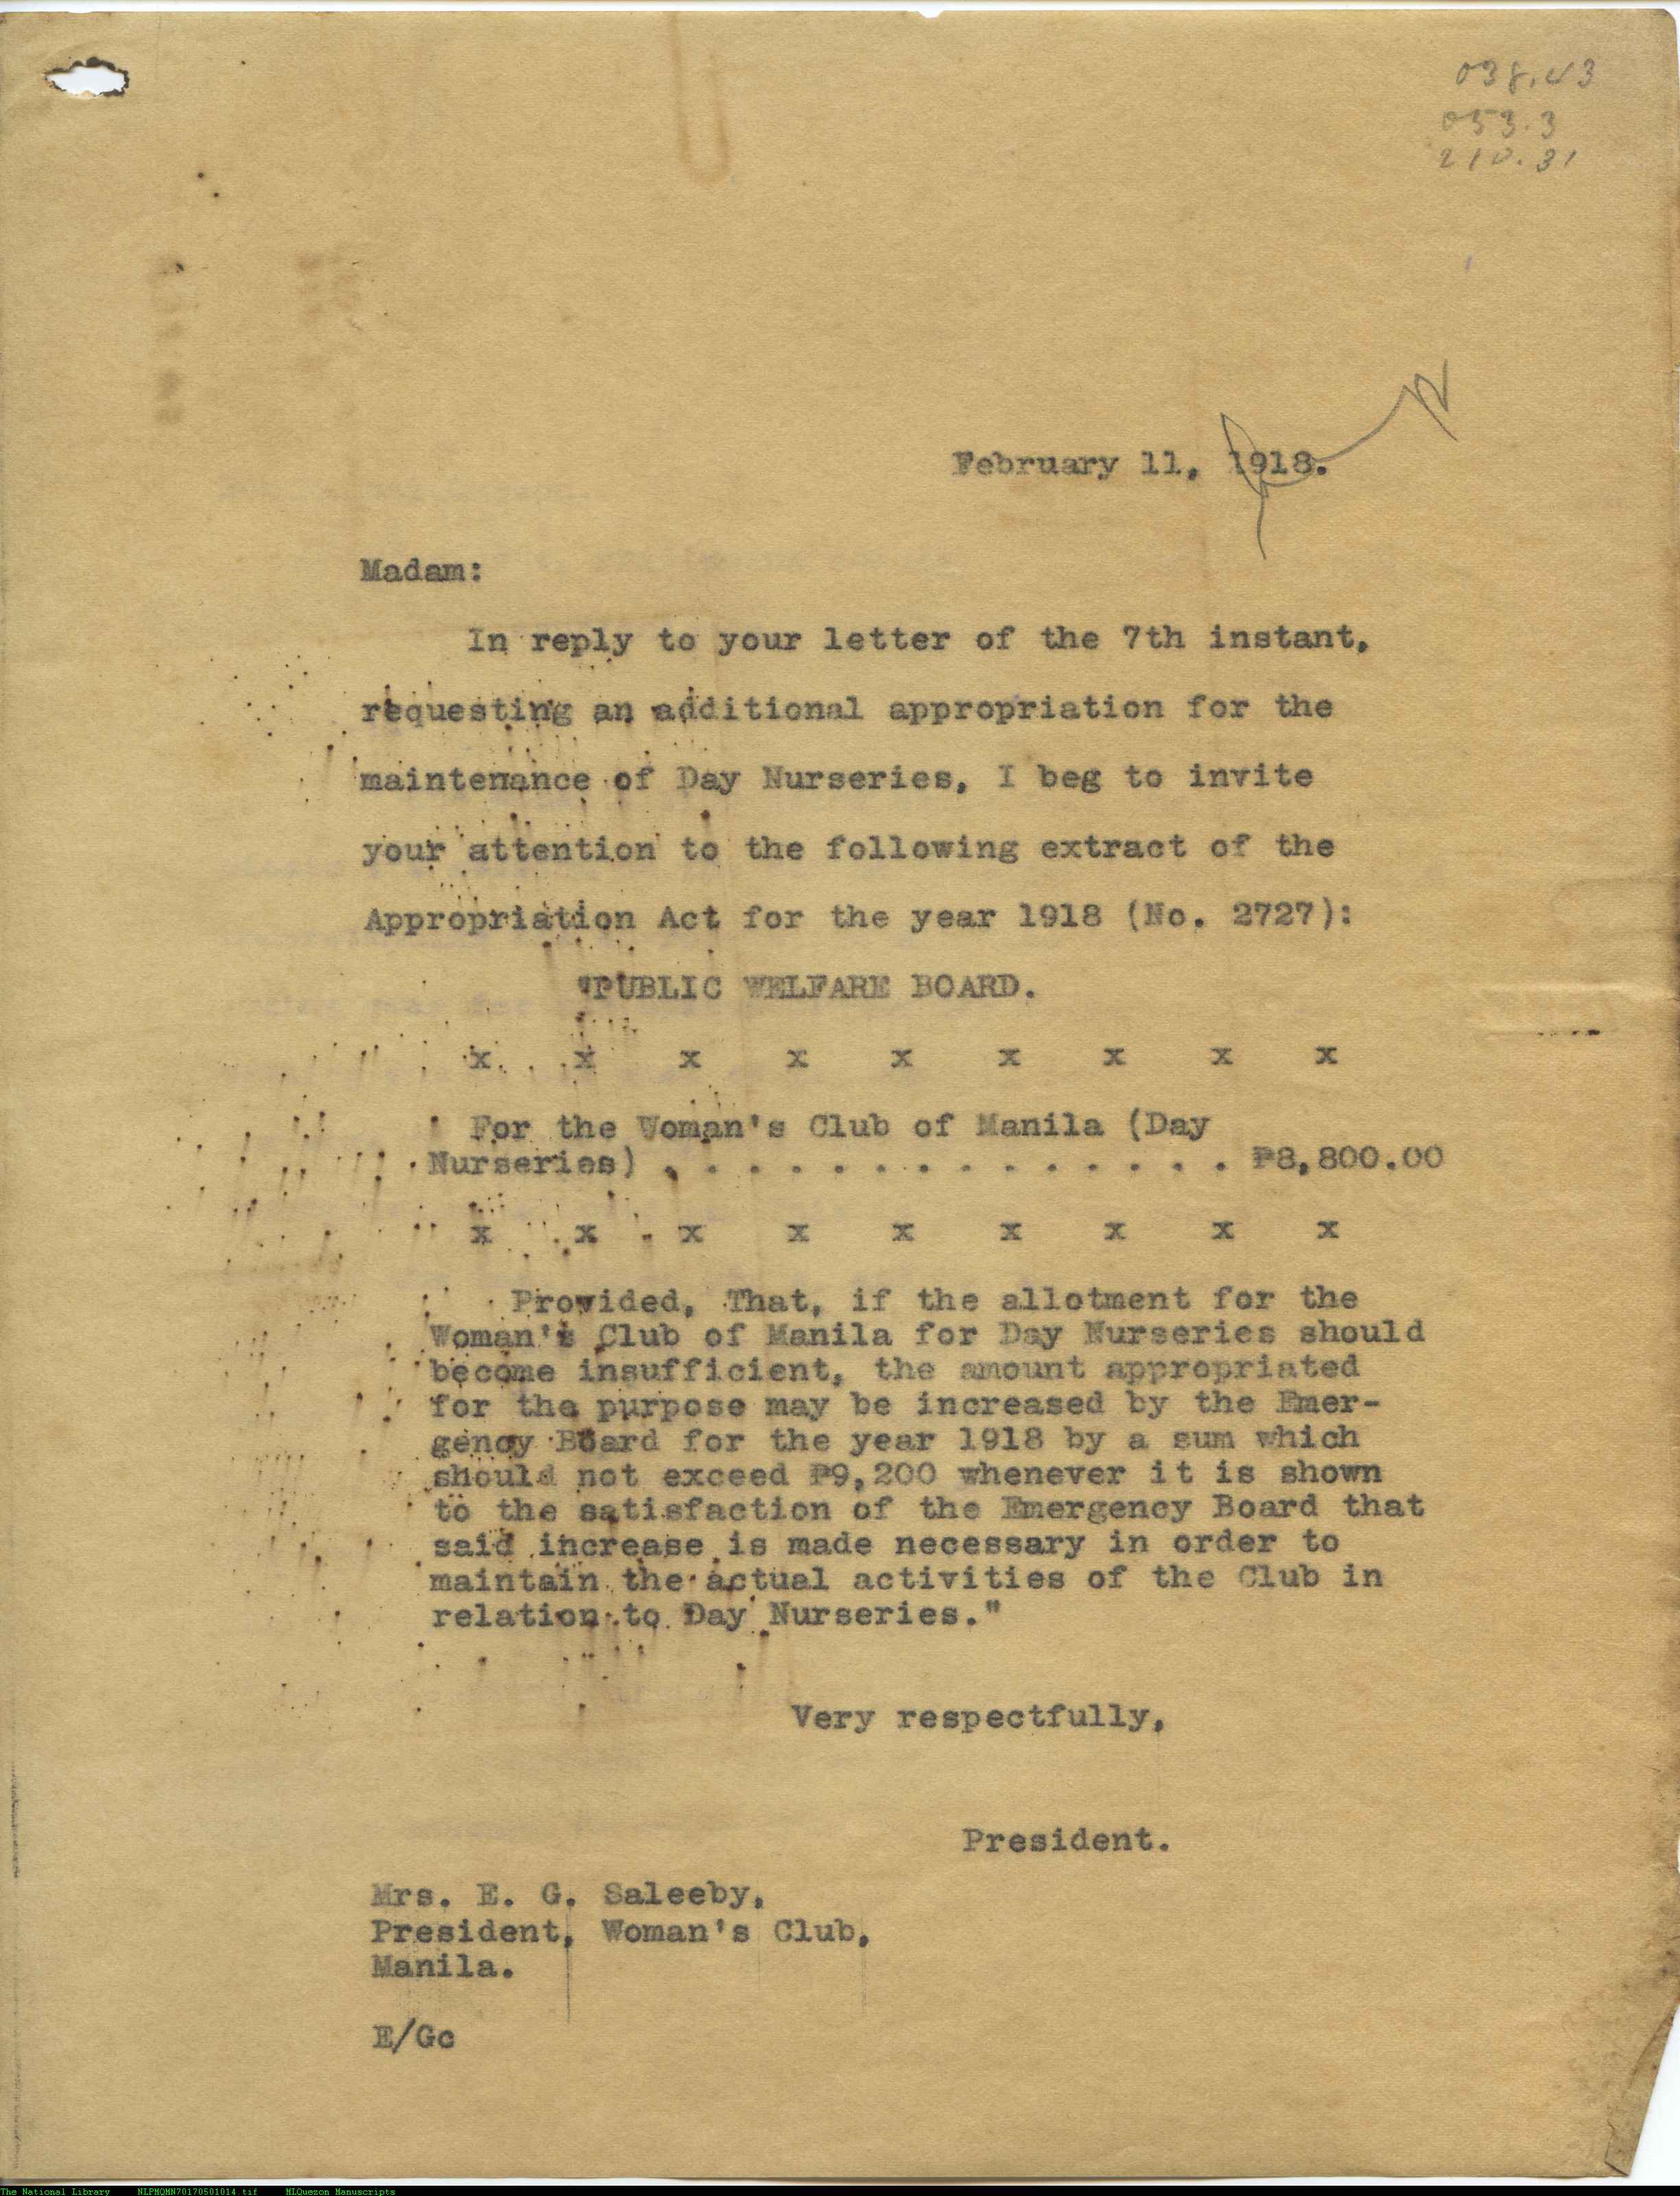 038.43
053.3
210.31
February 11, 1918.
Madam:
In reply to your letter of the 7th instant,
requesting an additional appropriation for the
maintenance of Day Nurseries, I beg to invite
your attention to the following extract of the
Appropriation Act for the year 1918 (No. 2727):
"PUBLIC WELFARE BOARD.
x x x x x x x x x
For the Woman's Club of Manila (Day
Nurseries) . . . . . . . . . . . . . . ₱8,800.00
x x x x x x x x x
Provided, That, if the allotment for the
Woman's Club of Manila for Day Nurseries should
become insufficient, the amount appropriated
for the purpose may be increased by the Emer-
gency Board for the year 1918 by a sum which
should not exceed ₱9,200 whenever it is shown
to the satisfaction of the Emergency Board that
said increase is made necessary in order to
maintain the actual activities of the Club in
relation to Day Nurseries."
Very respectfully,
President.
Mrs. E. G. Saleeby,
President, Woman's Club,
Manila.
E/Gc
The National Library NLPMQMN70170501014.tif MLQuezon Manuscripts